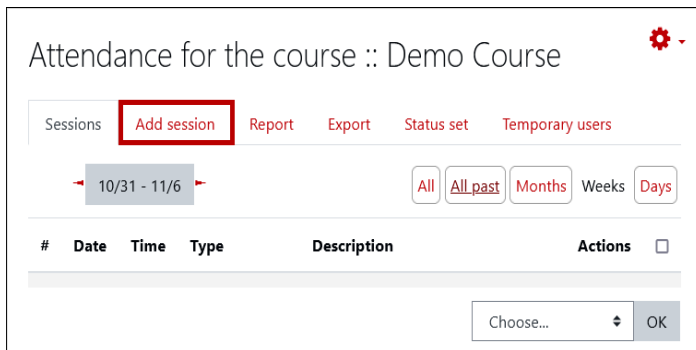 Attendance for the course :: Demo Course
Sessions Add session Report Export Status set Temporary users
10/31 - 11/6 All All past Months Weeks Days
# Date Time Type Description Actions
Choose... OK